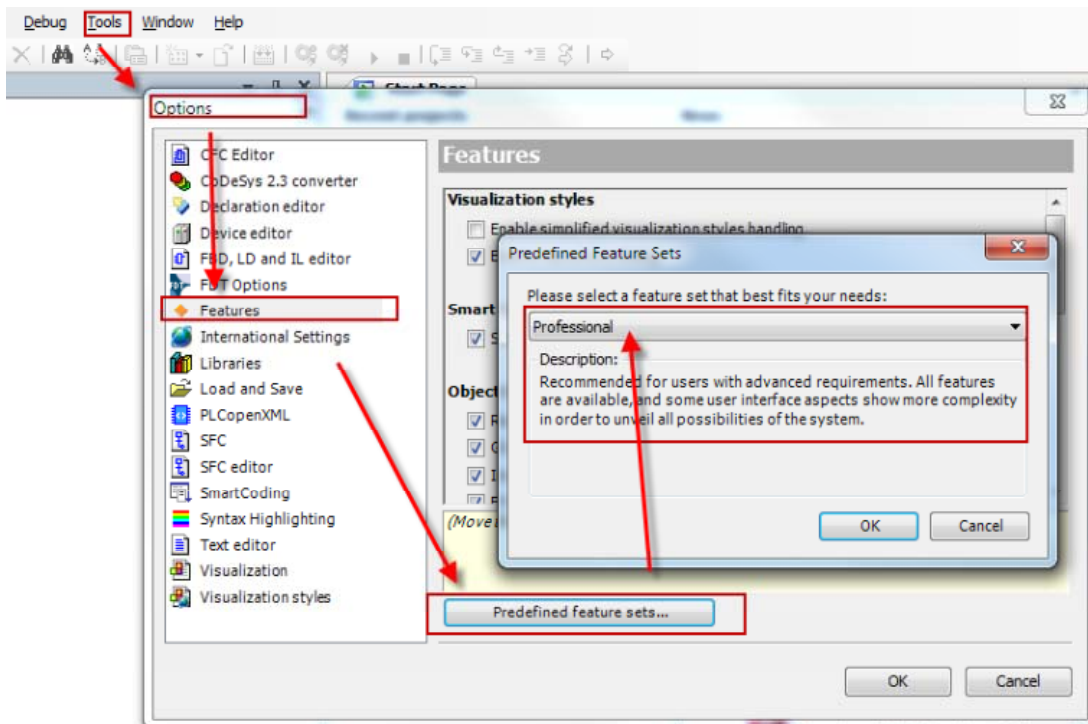 Debug Tools Window Help
Start Page
Options
CFC Editor
CoDeSys 2.3 converter
Declaration editor
Device editor
FBD, LD and IL editor
FDT Options
Features
International Settings
Libraries
Load and Save
PLCopenXML
SFC
SFC editor
SmartCoding
Syntax Highlighting
Text editor
Visualization
Visualization styles
Features
Visualization styles
Enable simplified visualization styles handling
Smart
Object
(Move
Predefined feature sets...
OK Cancel
Predefined Feature Sets
Please select a feature set that best fits your needs:
Professional
Description:
Recommended for users with advanced requirements. All features
are available, and some user interface aspects show more complexity
in order to unveil all possibilities of the system.
OK Cancel